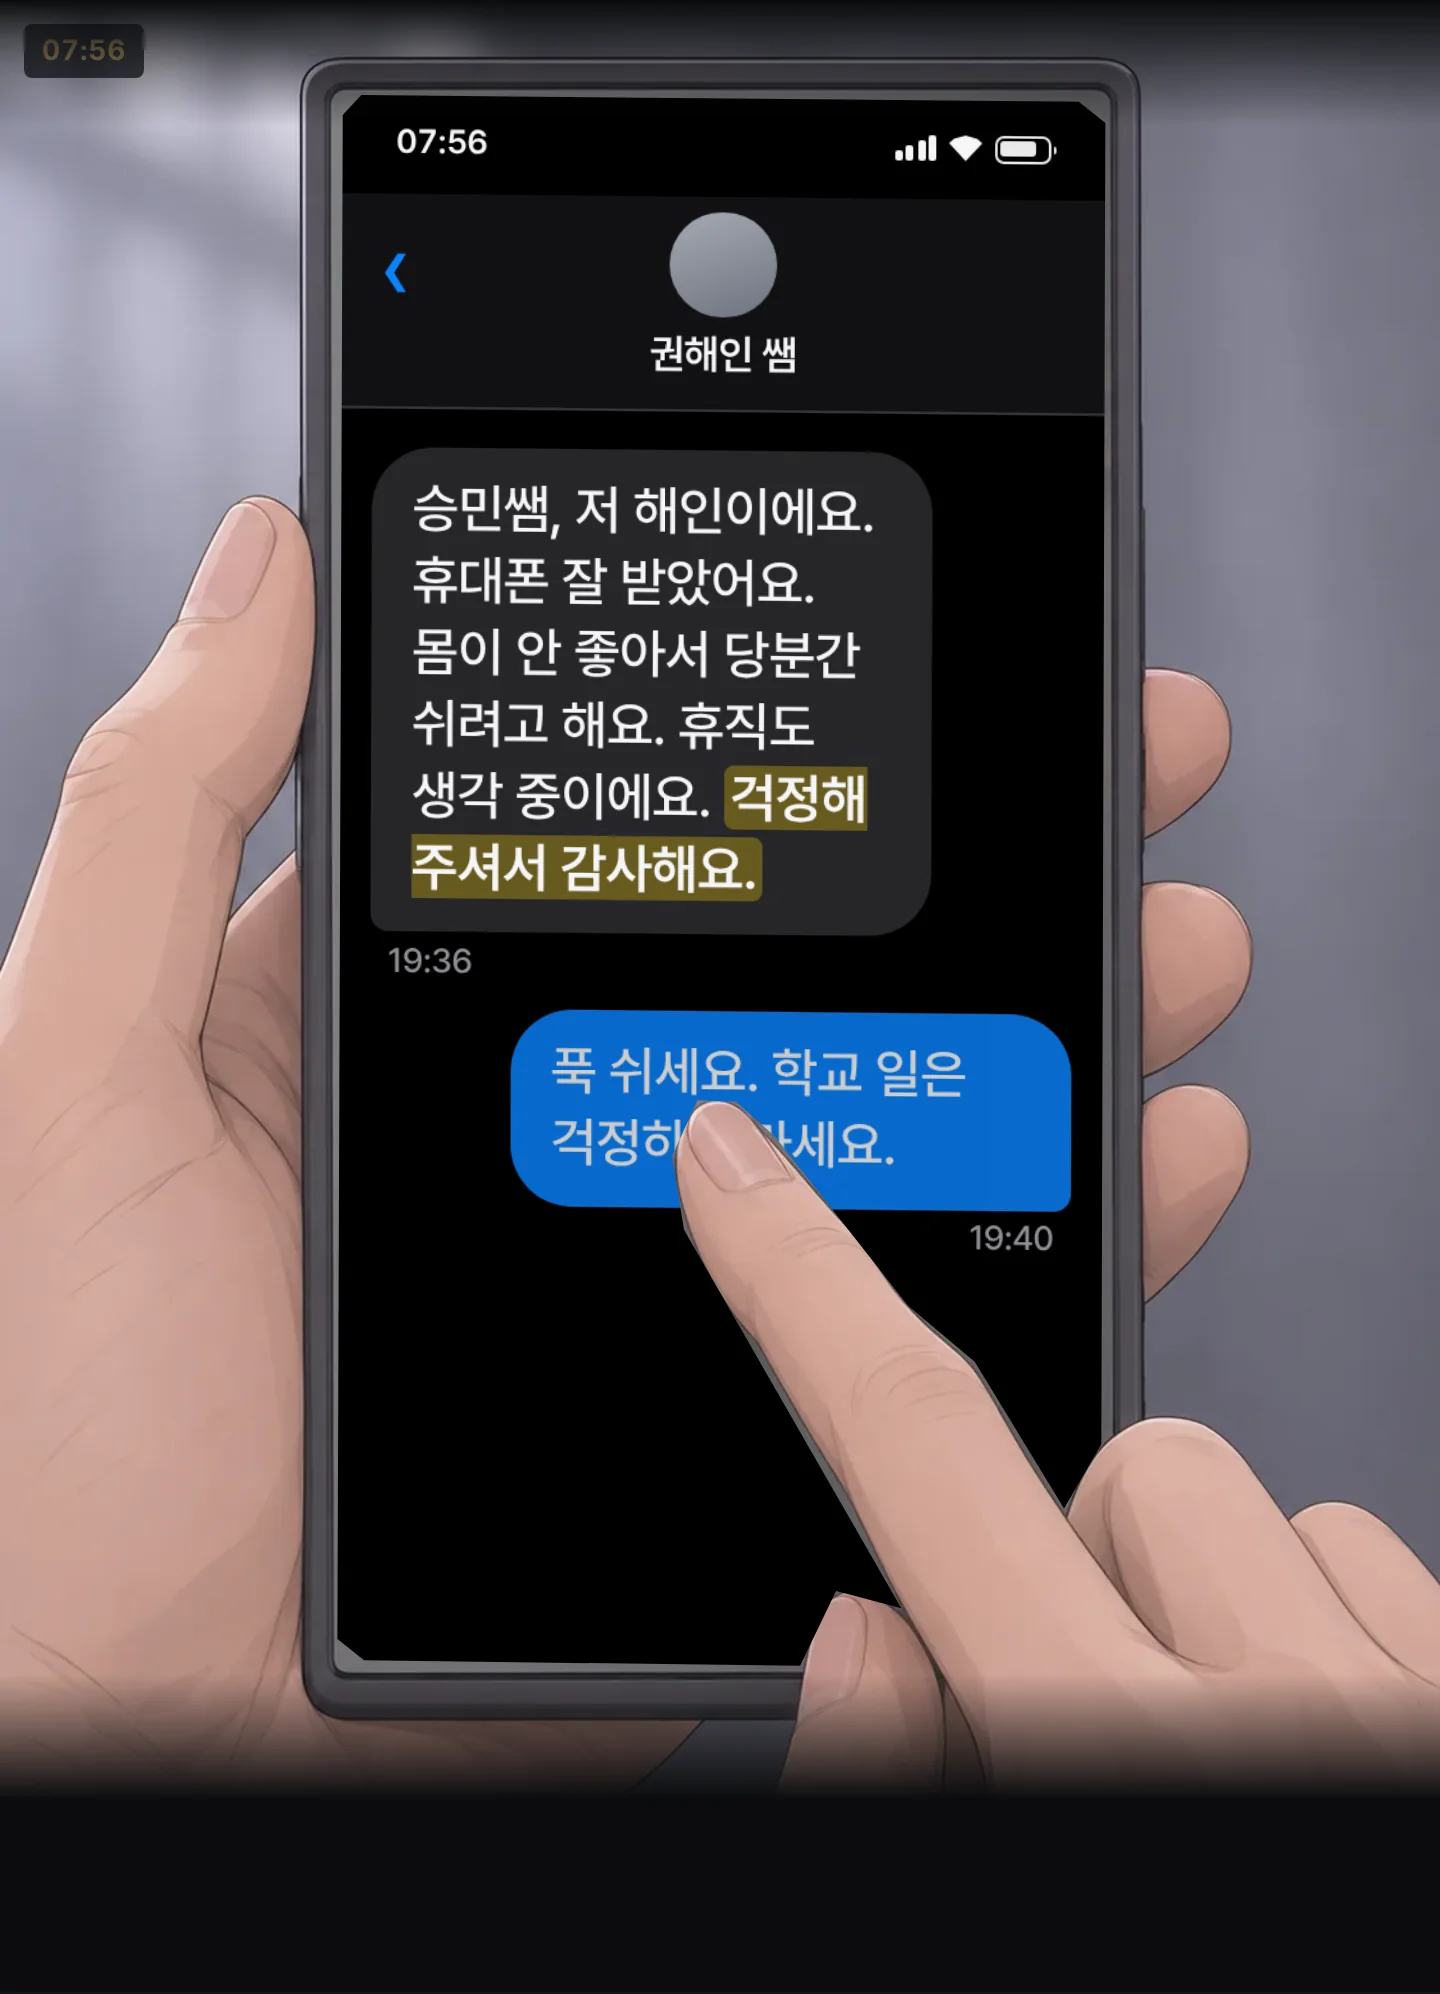 07:56
07:56
권해인 쌤
승민쌤, 저 해인이에요.
휴대폰 잘 받았어요.
몸이 안 좋아서 당분간
쉬려고 해요. 휴직도
생각 중이에요. 걱정해
주셔서 감사해요.
19:36
푹 쉬세요. 학교 일은
19:40